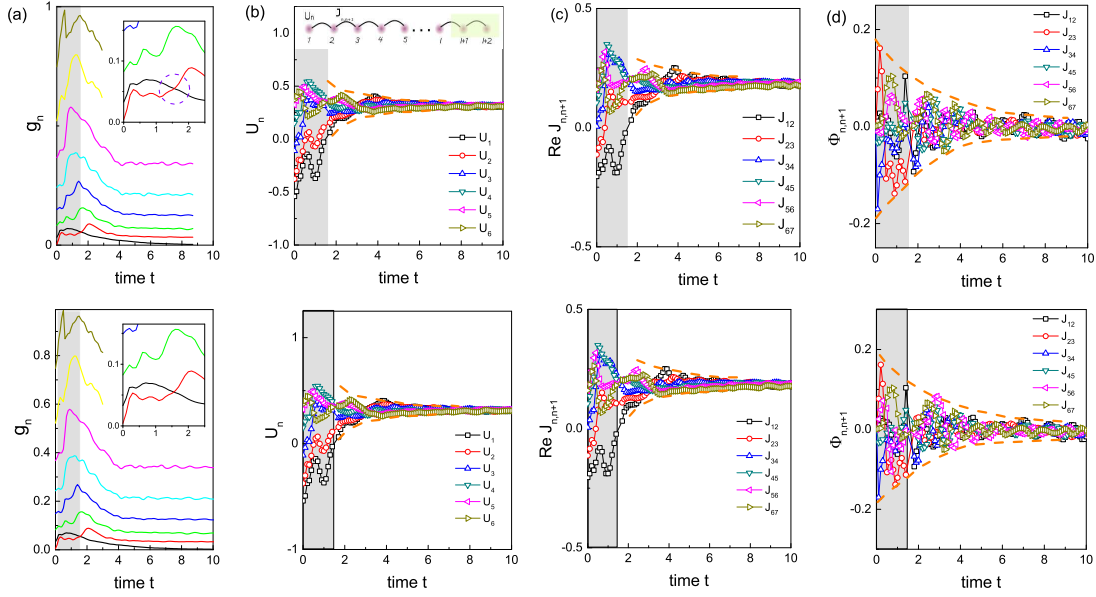 (a)
1
g_n
0
0.1
0
0 1 2
0 2 4 6 8 10
time t
(b)
U_n J_n,n+1
1 2 3 4 5 l l+1 l+2
1.0
0.5
U_n 0.0
-0.5
-1.0
U_1
U_2
U_3
U_4
U_5
U_6
0 2 4 6 8 10
time t
(c)
0.5
Re J_n,n+1
0.0
-0.5
J_12
J_23
J_34
J_45
J_56
J_67
0 2 4 6 8 10
time t
(d)
0.2
Φ_n,n+1
0.0
-0.2
J_12
J_23
J_34
J_45
J_56
J_67
0 2 4 6 8 10
time t
0.8
0.6
g_n
0.4
0.2
0.0
0.1
0.0
0 1 2
0 2 4 6 8 10
time t
1
U_n
0
-1
U_1
U_2
U_3
U_4
U_5
U_6
0 2 4 6 8 10
time t
0.5
Re J_n,n+1
0.0
-0.5
J_12
J_23
J_34
J_45
J_56
J_67
0 2 4 6 8 10
time t
0.2
Φ_n,n+1
0.0
-0.2
J_12
J_23
J_34
J_45
J_56
J_67
0 2 4 6 8 10
time t